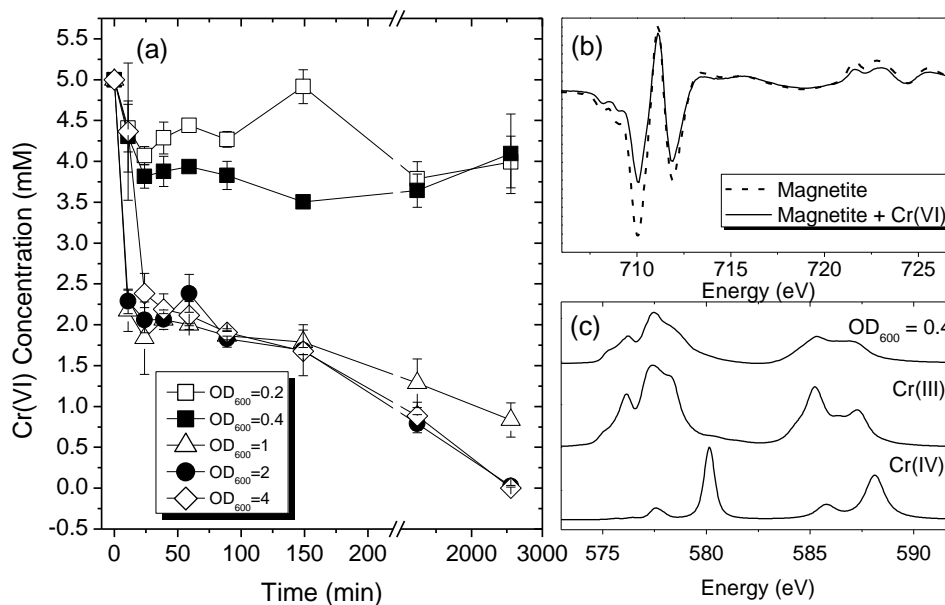 (a)
Cr(VI) Concentration (mM)
5.5
5.0
4.5
4.0
3.5
3.0
2.5
2.0
1.5
1.0
0.5
0.0
-0.5
OD600=0.2
OD600=0.4
OD600=1
OD600=2
OD600=4
0 50 100 150 200 2000 3000
Time (min)
(b)
Magnetite
Magnetite + Cr(VI)
710 715 720 725
Energy (eV)
(c)
OD600 = 0.4
Cr(III)
Cr(IV)
575 580 585 590
Energy (eV)